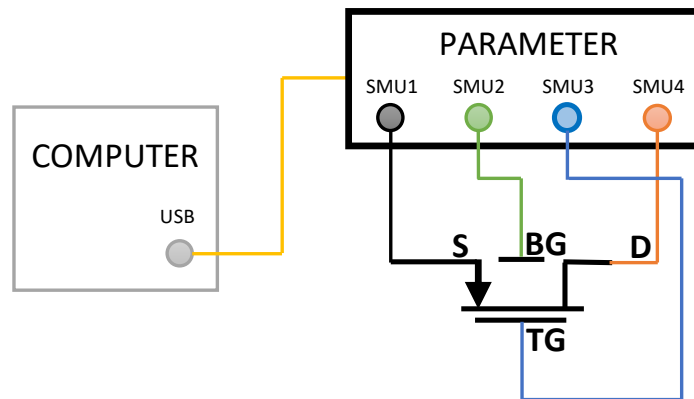 PARAMETER
SMU1 SMU2 SMU3 SMU4
COMPUTER
USB
S BG D
TG